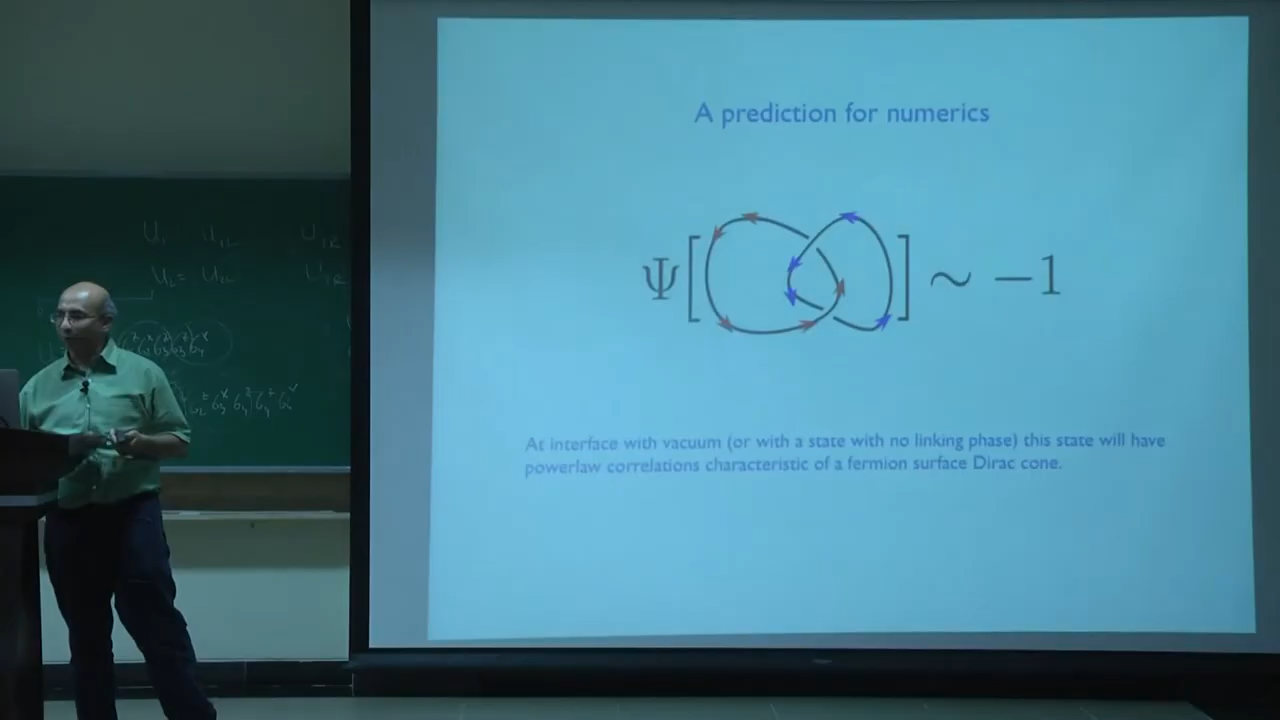 A prediction for numerics
Ψ[ ] ~ −1
At interface with vacuum (or with a state with no linking phase) this state will have
powerlaw correlations characteristic of a fermion surface Dirac cone.